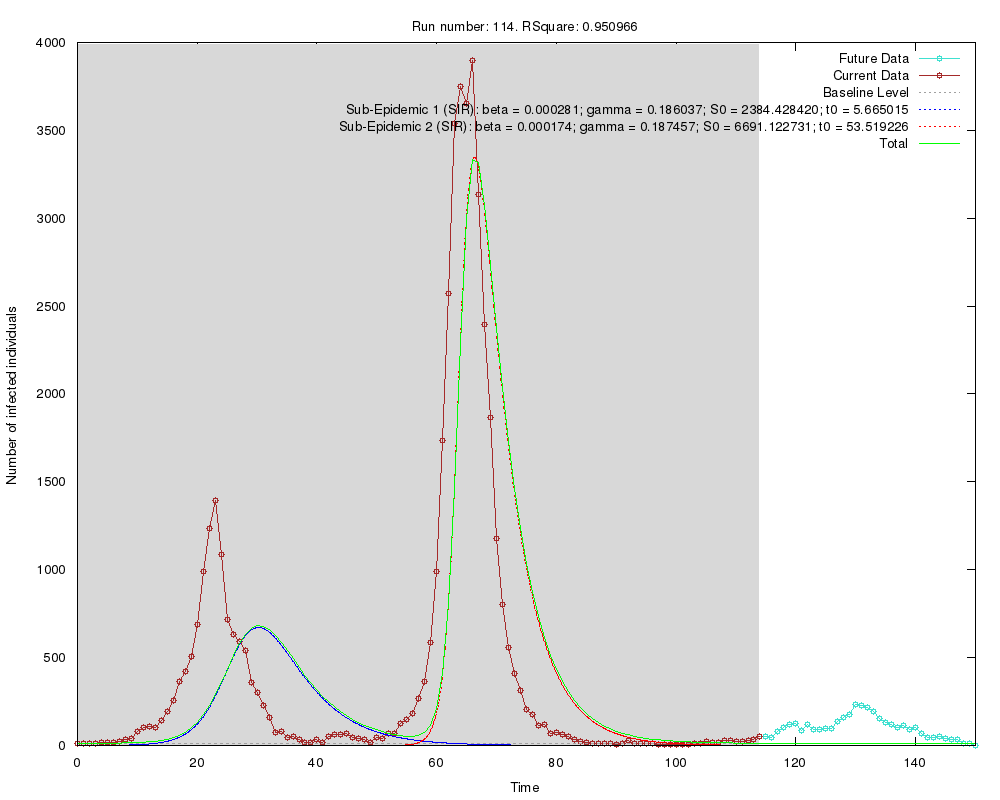 Run number: 114. RSquare: 0.950966
Future Data
Current Data
Baseline Level
Sub-Epidemic 1 (SIR): beta = 0.000281; gamma = 0.186037; S0 = 2384.428420; t0 = 5.665015
Sub-Epidemic 2 (SIR): beta = 0.000174; gamma = 0.187457; S0 = 6691.122731; t0 = 53.519226
Total
Number of infected individuals
4000
3500
3000
2500
2000
1500
1000
500
0
0 20 40 60 80 100 120 140
Time